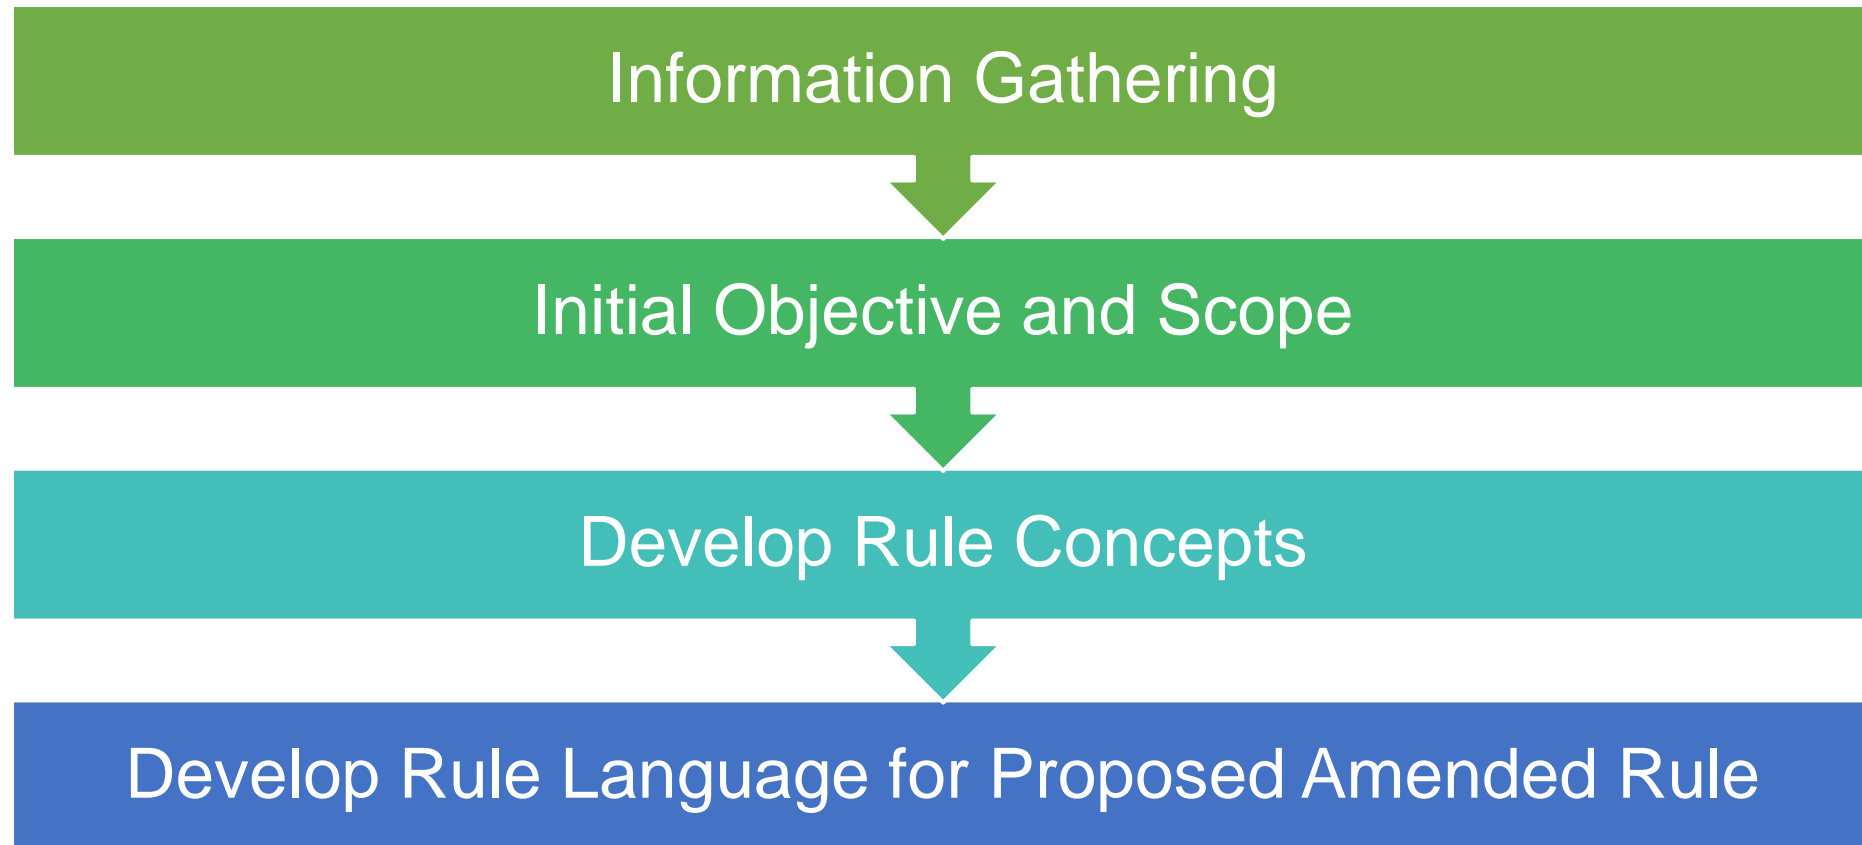 Information Gathering
Initial Objective and Scope
Develop Rule Concepts
Develop Rule Language for Proposed Amended Rule